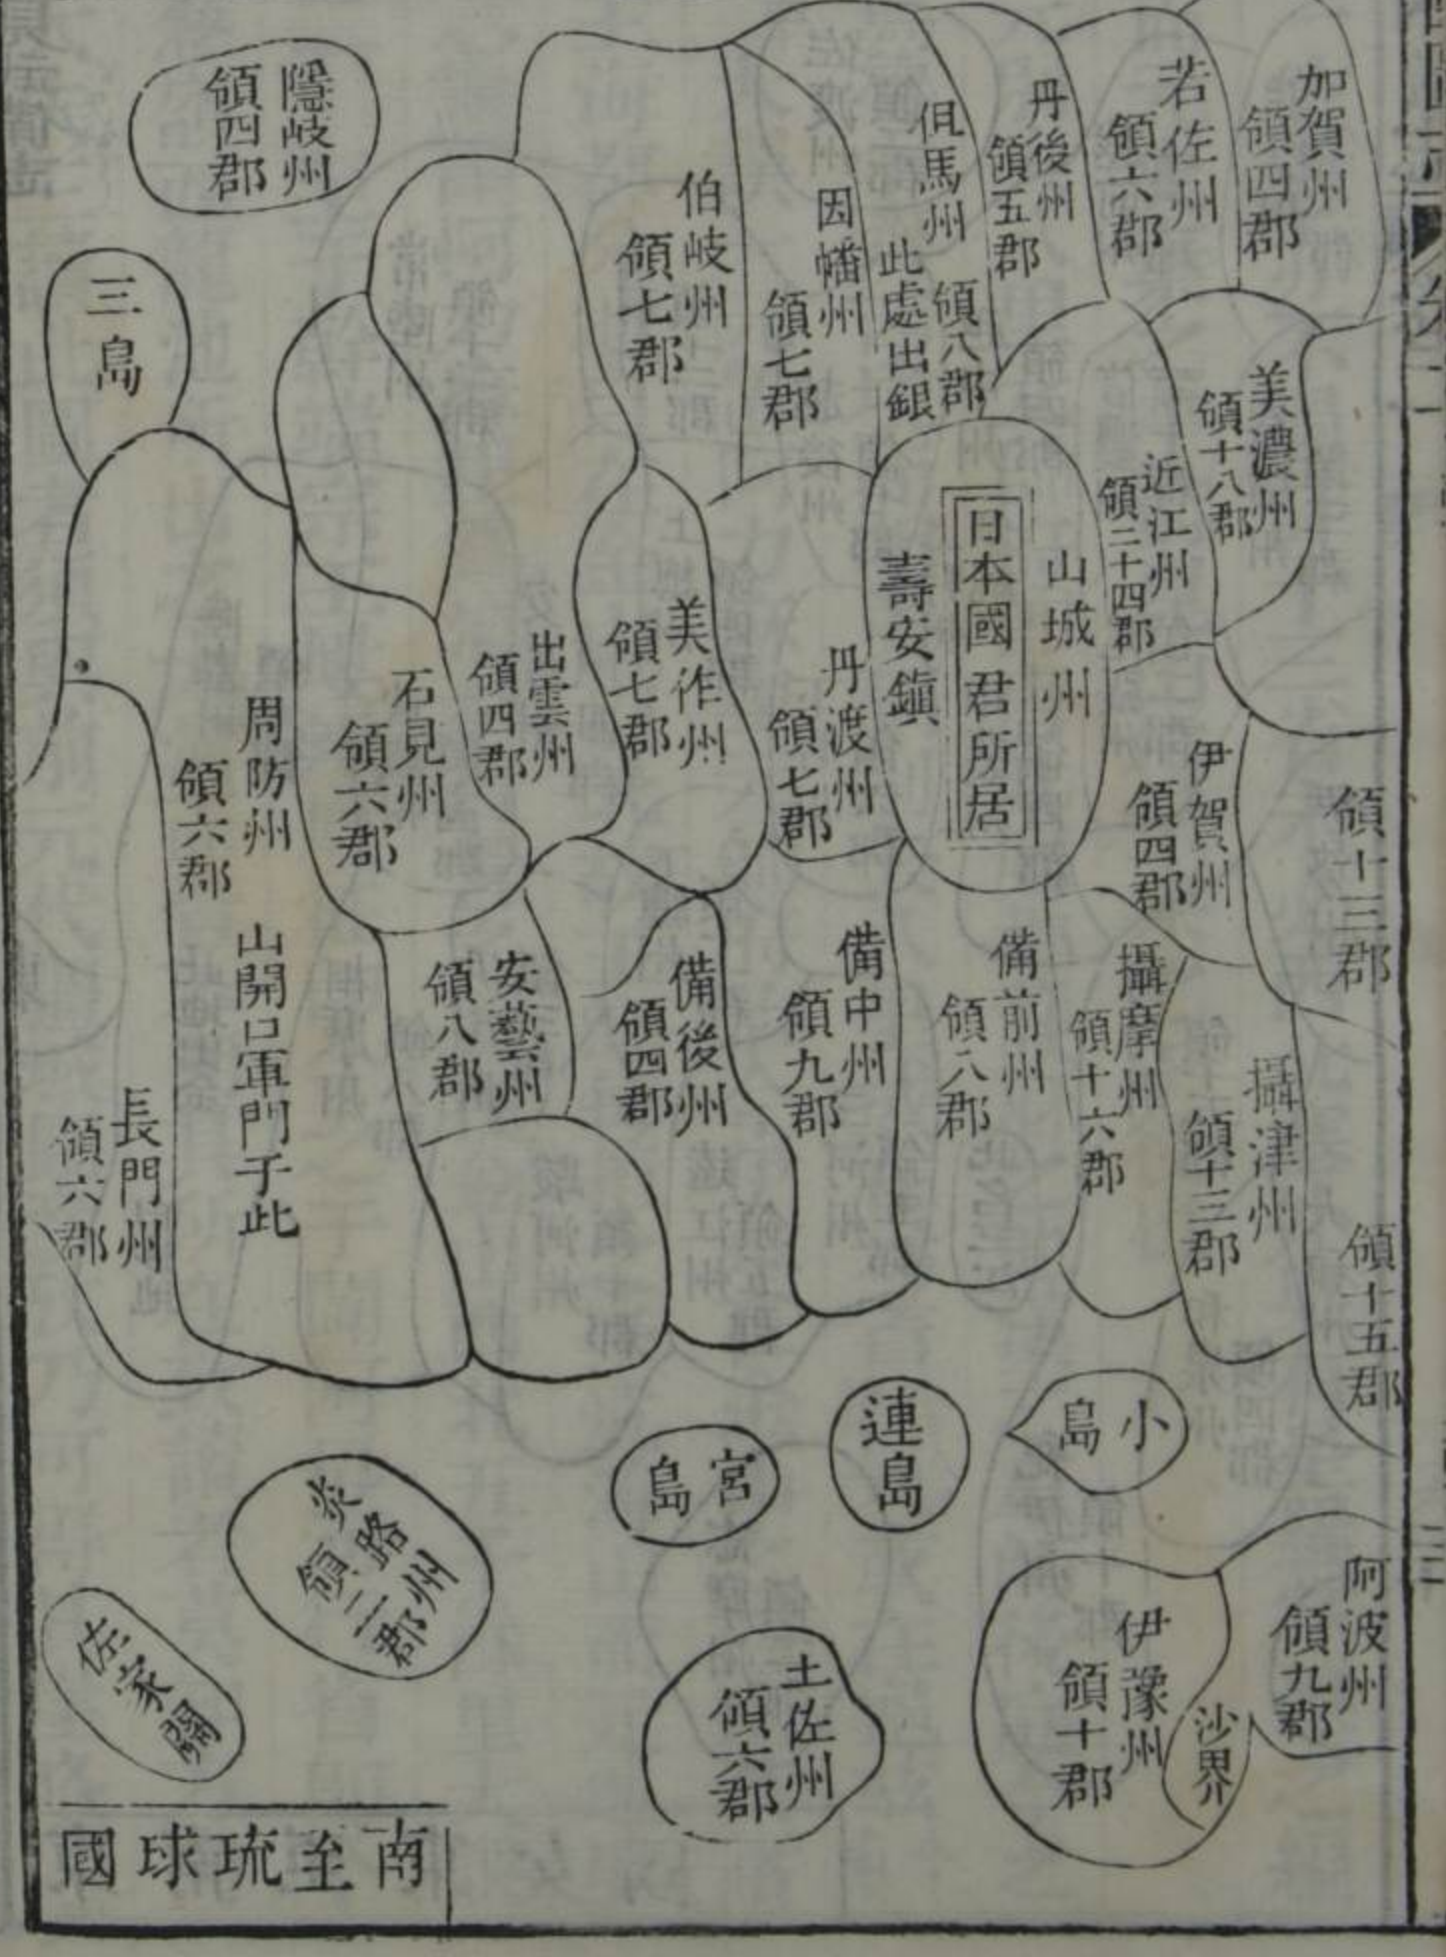 加賀州
領四郡
若佐州
領六郡
丹後州
領五郡
但馬州
領八郡
此處出銀
因幡州
領七郡
伯岐州
領七郡
隱岐州
領四郡
三島
美濃州
領十八郡
近江州
領二十四郡
山城州
日本國君所居
壽安鎮
丹渡州
領七郡
美作州
領七郡
出雲州
領四郡
石見州
領六郡
周防州
領六郡
山開口軍門于此
長門州
領六郡
領十三郡
伊賀州
領四郡
領十五郡
攝津州
領十三郡
攝摩州
領十六郡
備前州
領八郡
備中州
領九郡
備後州
領四郡
安藝州
領八郡
小島
連島
宮島
炎路州
領二郡
佐家
阿波州
領九郡
沙界
伊豫州
領十郡
土佐州
領六郡
南至琉球國